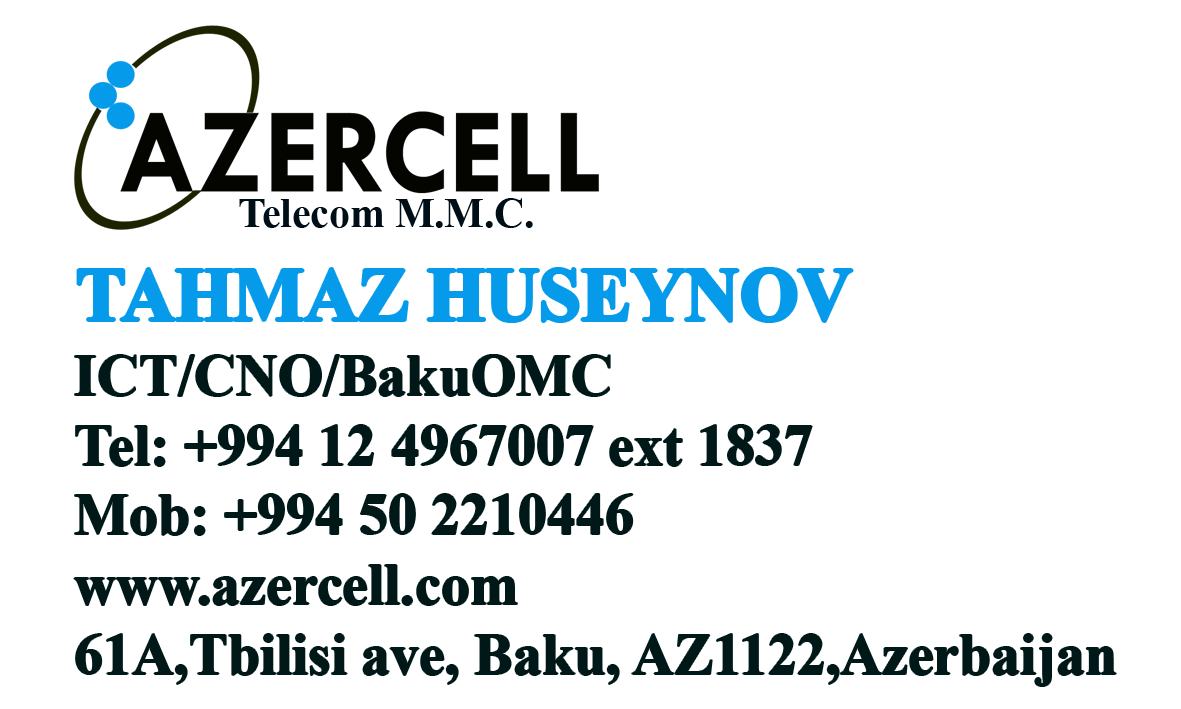 AZERCELL
Telecom M.M.C.
TAHMAZ HUSEYNOV
ICT/CNO/BakuOMC
Tel: +994 12 4967007 ext 1837
Mob: +994 50 2210446
www.azercell.com
61A,Tbilisi ave, Baku, AZ1122,Azerbaijan